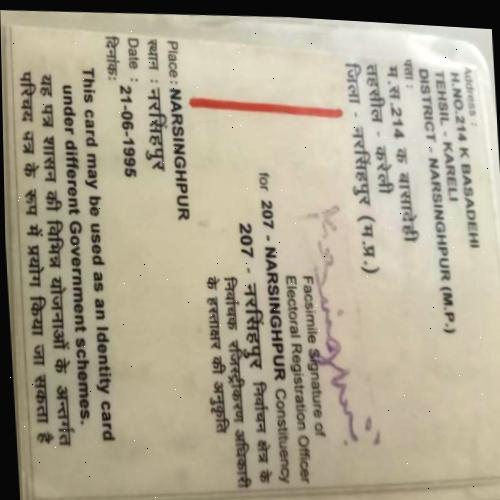 Address :
H.NO.214 K BASADEHI
TEHSIL - KARELI
DISTRICT - NARSINGHPUR (M.P.)
पता :
म.स.214 क बासादेही
तहसील - करेली
जिला - नरसिंहपुर (म.प्र.)
Facsimile Signature of
Electoral Registration Officer
for 207 - NARSINGHPUR Constituency
207 - नरसिंहपुर निर्वाचन क्षेत्र के
निर्वाचक रजिस्ट्रीकरण अधिकारी
के हस्ताक्षर की अनुकृति
Place : NARSINGHPUR
स्थान : नरसिंहपुर
Date : 21-06-1995
दिनांक:
This card may be used as an Identity card
under different Government schemes.
यह पत्र शासन की विभिन्न योजनाओं के अन्तर्गत
परिचय पत्र के रूप में प्रयोग किया जा सकता है